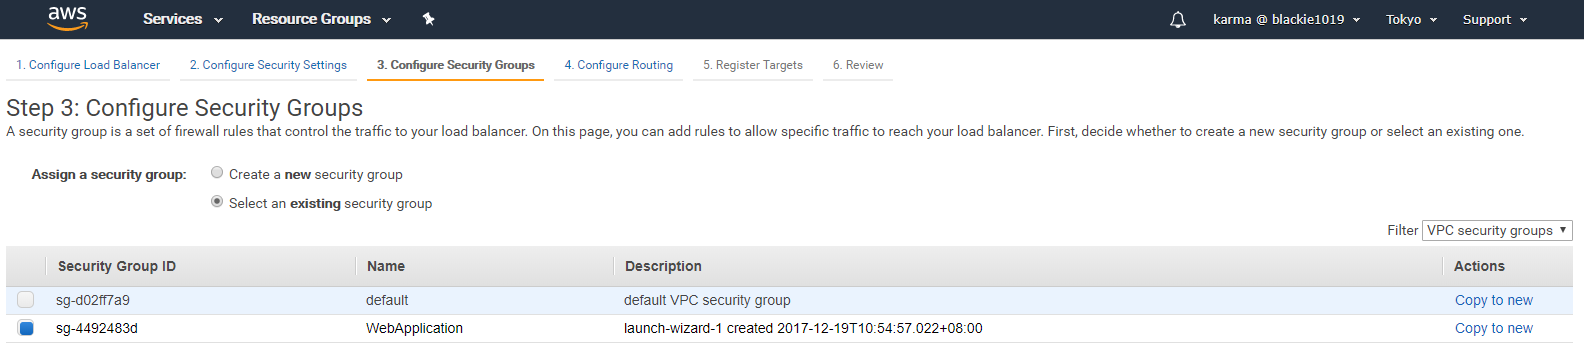 aws Services Resource Groups karma @ blackie1019 Tokyo Support
1. Configure Load Balancer 2. Configure Security Settings 3. Configure Security Groups 4. Configure Routing 5. Register Targets 6. Review
Step 3: Configure Security Groups
A security group is a set of firewall rules that control the traffic to your load balancer. On this page, you can add rules to allow specific traffic to reach your load balancer. First, decide whether to create a new security group or select an existing one.
Assign a security group: Create a new security group
Select an existing security group
Filter VPC security groups
Security Group ID Name Description Actions
sg-d02ff7a9 default default VPC security group Copy to new
sg-4492483d WebApplication launch-wizard-1 created 2017-12-19T10:54:57.022+08:00 Copy to new